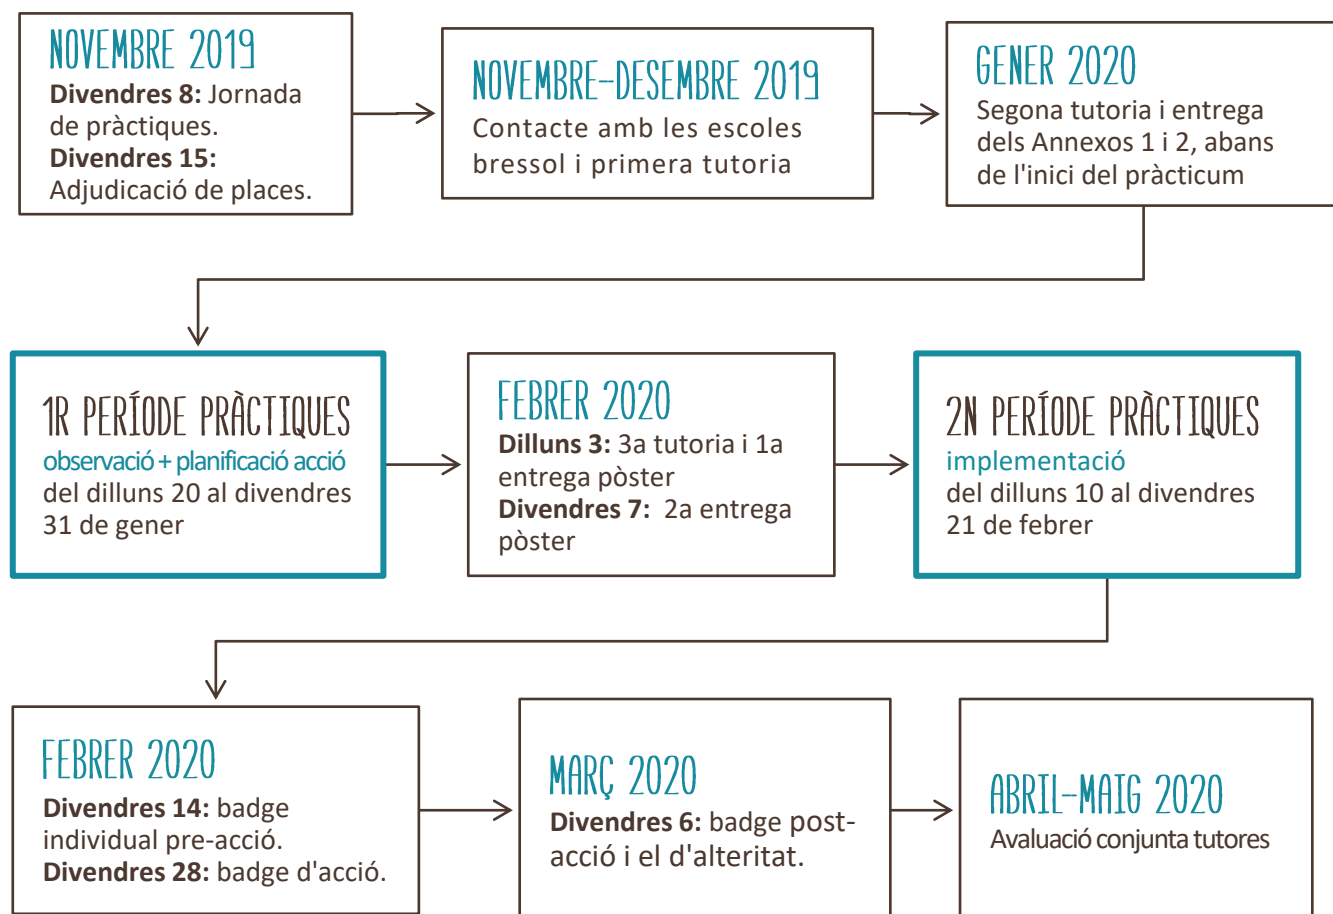 NOVEMBRE 2019
Divendres 8: Jornada
de pràctiques.
Divendres 15:
Adjudicació de places.
NOVEMBRE-DESEMBRE 2019
Contacte amb les escoles
bressol i primera tutoria
GENER 2020
Segona tutoria i entrega
dels Annexos 1 i 2, abans
de l'inici del pràcticum
1R PERÍODE PRÀCTIQUES
observació + planificació acció
del dilluns 20 al divendres
31 de gener
FEBRER 2020
Dilluns 3: 3a tutoria i 1a
entrega pòster
Divendres 7: 2a entrega
pòster
2N PERÍODE PRÀCTIQUES
implementació
del dilluns 10 al divendres
21 de febrer
FEBRER 2020
Divendres 14: badge
individual pre-acció.
Divendres 28: badge d'acció.
MARÇ 2020
Divendres 6: badge post-
acció i el d'alteritat.
ABRIL-MAIG 2020
Avaluació conjunta tutores